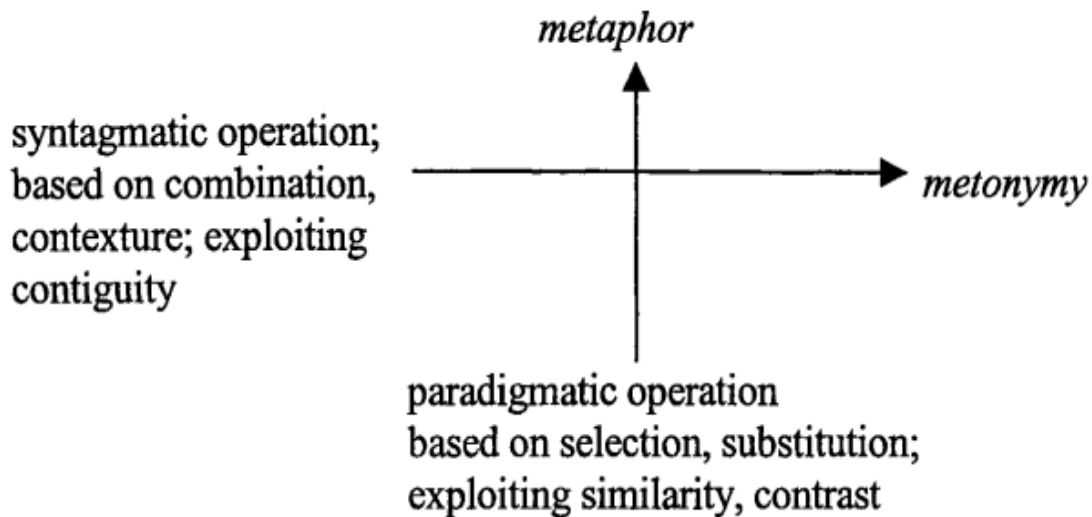 metaphor
syntagmatic operation;
based on combination,
contexture; exploiting
contiguity
metonymy
paradigmatic operation
based on selection, substitution;
exploiting similarity, contrast